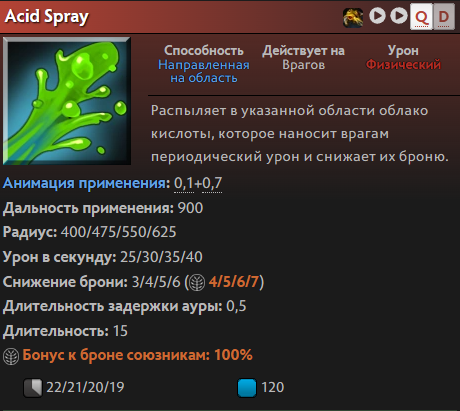 Acid Spray
Q D
Способность Действует на Урон
Направленная Врагов Физический
на область
Распыляет в указанной области облако
кислоты, которое наносит врагам
периодический урон и снижает их броню.
Анимация применения: 0,1+0,7
Дальность применения: 900
Радиус: 400/475/550/625
Урон в секунду: 25/30/35/40
Снижение брони: 3/4/5/6 (4/5/6/7)
Длительность задержки ауры: 0,5
Длительность: 15
Бонус к броне союзникам: 100%
22/21/20/19 120